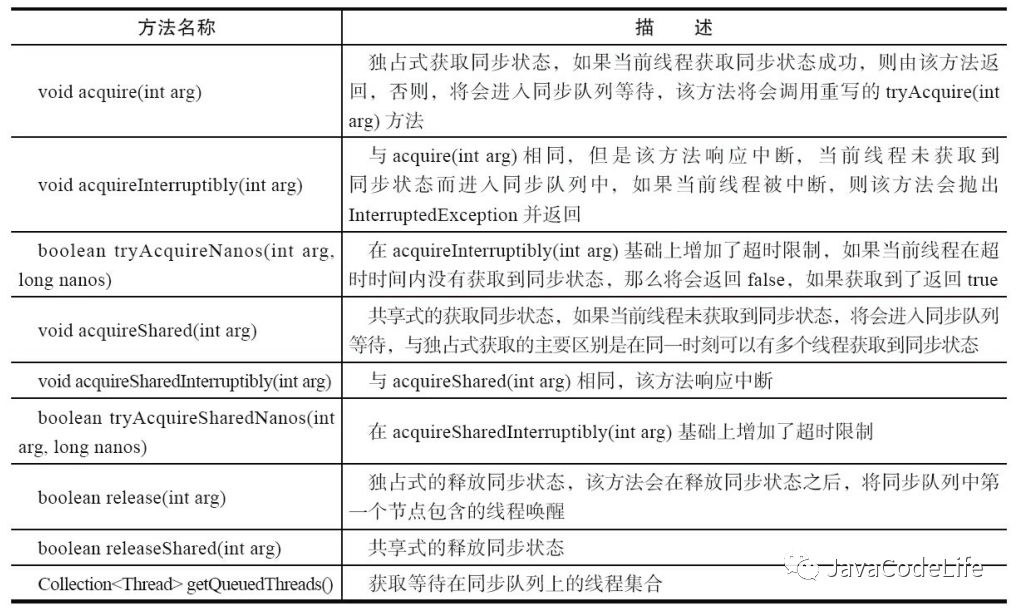 方法名称
描 述
void acquire(int arg)
独占式获取同步状态，如果当前线程获取同步状态成功，则由该方法返
回，否则，将会进入同步队列等待，该方法将会调用重写的 tryAcquire(int
arg) 方法
void acquireInterruptibly(int arg)
与 acquire(int arg) 相同，但是该方法响应中断，当前线程未获取到
同步状态而进入同步队列中，如果当前线程被中断，则该方法会抛出
InterruptedException 并返回
boolean tryAcquireNanos(int arg,
long nanos)
在 acquireInterruptibly(int arg) 基础上增加了超时限制，如果当前线程在超
时时间内没有获取到同步状态，那么将会返回 false，如果获取到了返回 true
void acquireShared(int arg)
共享式的获取同步状态，如果当前线程未获取到同步状态，将会进入同步队列
等待，与独占式获取的主要区别是在同一时刻可以有多个线程获取到同步状态
void acquireSharedInterruptibly(int arg)
与 acquireShared(int arg) 相同，该方法响应中断
boolean tryAcquireSharedNanos(int
arg, long nanos)
在 acquireSharedInterruptibly(int arg) 基础上增加了超时限制
boolean release(int arg)
独占式的释放同步状态，该方法会在释放同步状态之后，将同步队列中第
一个节点包含的线程唤醒
boolean releaseShared(int arg)
共享式的释放同步状态
Collection<Thread> getQueuedThreads()
获取等待在同步队列上的线程集合
JavaCodeLife